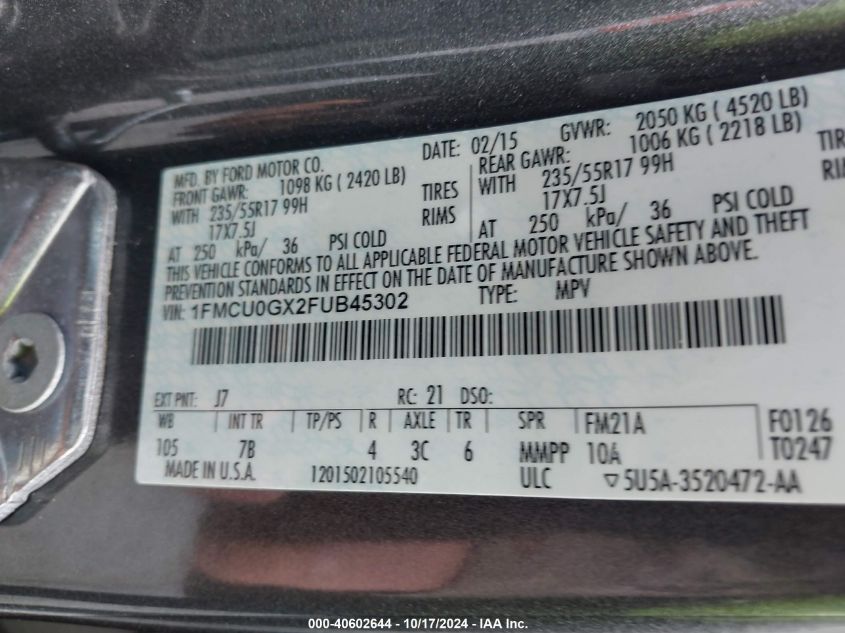 MFD. BY FORD MOTOR CO. DATE: 02/15 GVWR: 2050 KG ( 4520 LB)
FRONT GAWR: 1098 KG ( 2420 LB) REAR GAWR: 1006 KG ( 2218 LB)
WITH 235/55R17 99H TIRES WITH 235/55R17 99H TIRES
17X7.5J RIMS 17X7.5J
AT 250 kPa/ 36 PSI COLD AT 250 kPa/ 36 PSI COLD
THIS VEHICLE CONFORMS TO ALL APPLICABLE FEDERAL MOTOR VEHICLE SAFETY AND THEFT
PREVENTION STANDARDS IN EFFECT ON THE DATE OF MANUFACTURE SHOWN ABOVE.
VIN: 1FMCU0GX2FUB45302 TYPE: MPV
EXT PNT: J7 RC: 21 DSO:
WB INT TR TP/PS R AXLE TR SPR FM21A F0126
105 7B 4 3C 6 MMPP 10A T0247
MADE IN U.S.A. 1201502105540 ULC ▽5U5A-3520472-AA
000-40602644 - 10/17/2024 - IAA Inc.